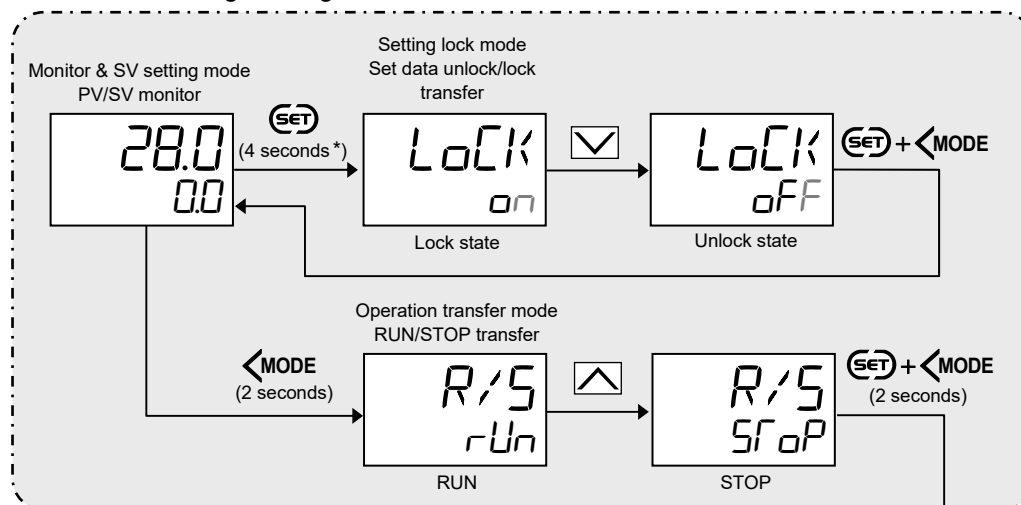 Monitor & SV setting mode
PV/SV monitor
28.0
0.0
SET
(4 seconds*)
Setting lock mode
Set data unlock/lock
transfer
LoCK
on
Lock state
LoCK
oFF
Unlock state
SET + <MODE
<MODE
(2 seconds)
Operation transfer mode
RUN/STOP transfer
R/S
rUn
RUN
R/S
SToP
STOP
SET + <MODE
(2 seconds)